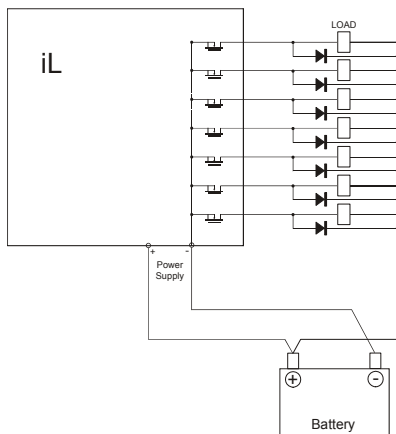 LOAD
iL
+ -
Power
Supply
+ -
Battery